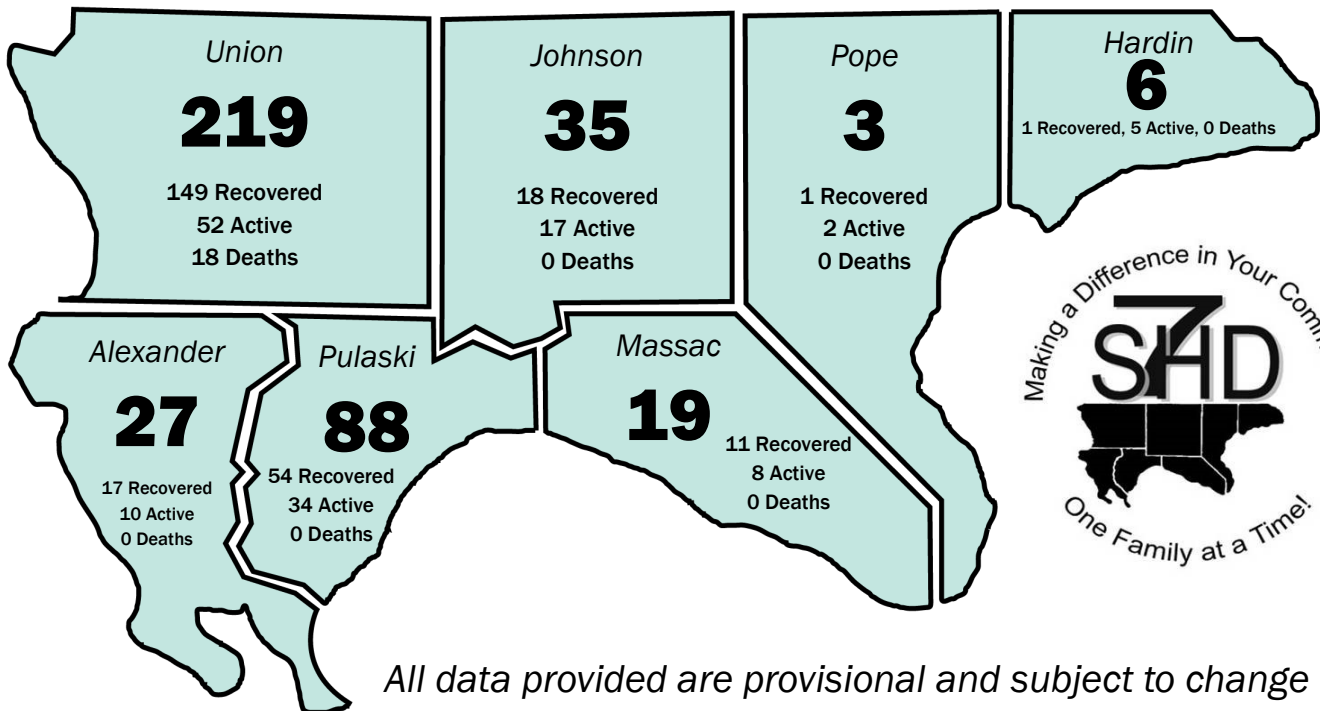 Union
219
149 Recovered
52 Active
18 Deaths
Johnson
35
18 Recovered
17 Active
0 Deaths
Pope
3
1 Recovered
2 Active
0 Deaths
Hardin
6
1 Recovered, 5 Active, 0 Deaths
Alexander
27
17 Recovered
10 Active
0 Deaths
Pulaski
88
54 Recovered
34 Active
0 Deaths
Massac
19
11 Recovered
8 Active
0 Deaths
Making a Difference in Your Comm
S7HD
One Family at a Time!
All data provided are provisional and subject to change